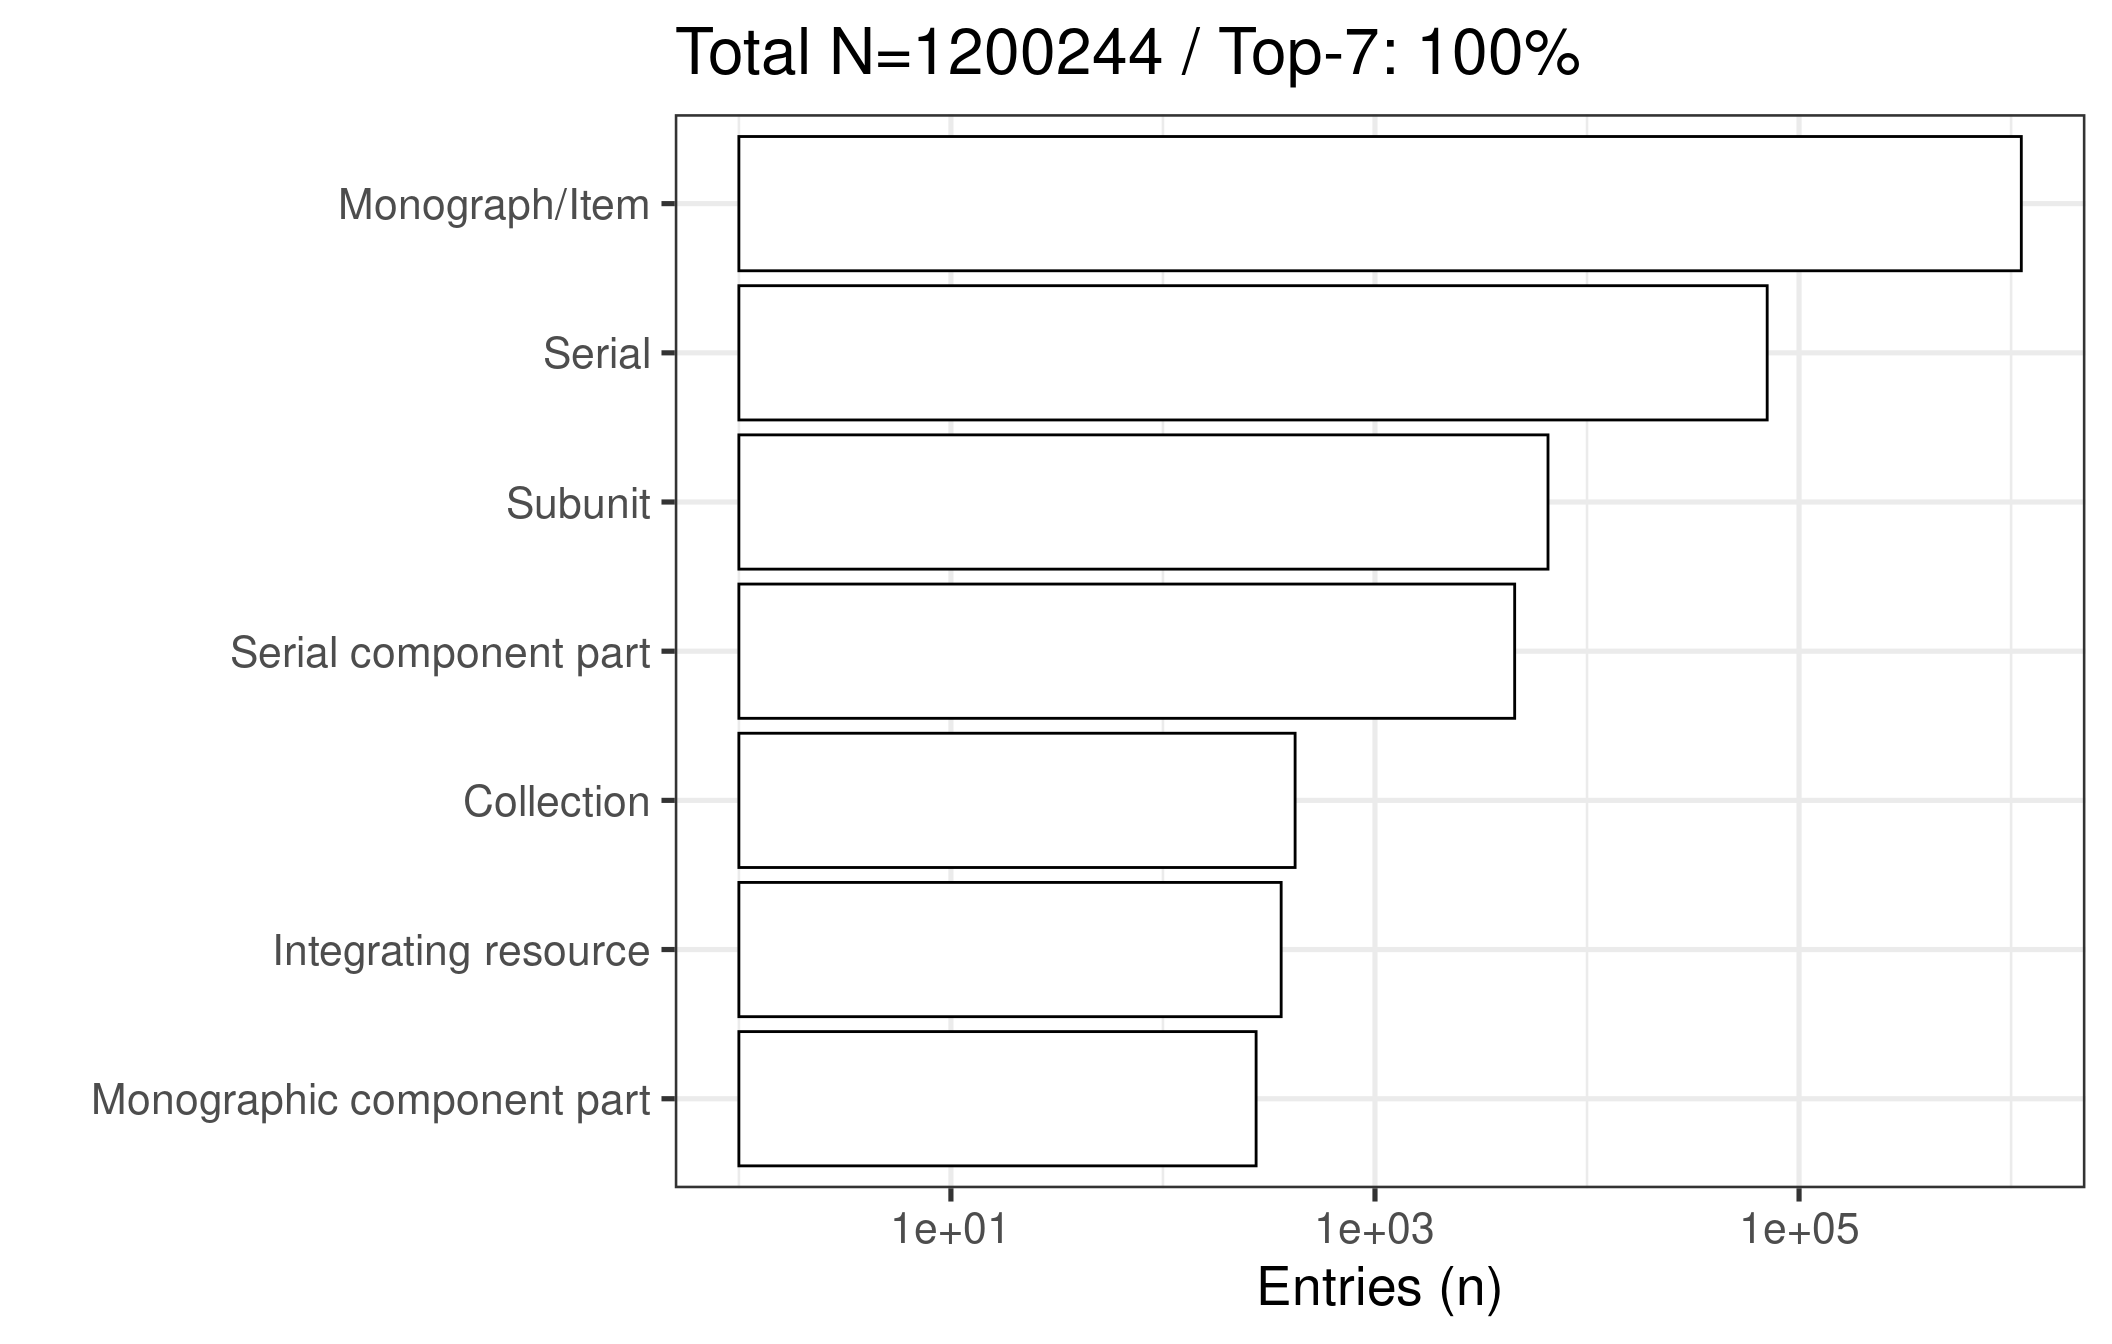 Total N=1200244 / Top-7: 100%
Monograph/Item
Serial
Subunit
Serial component part
Collection
Integrating resource
Monographic component part
1e+01 1e+03 1e+05
Entries (n)